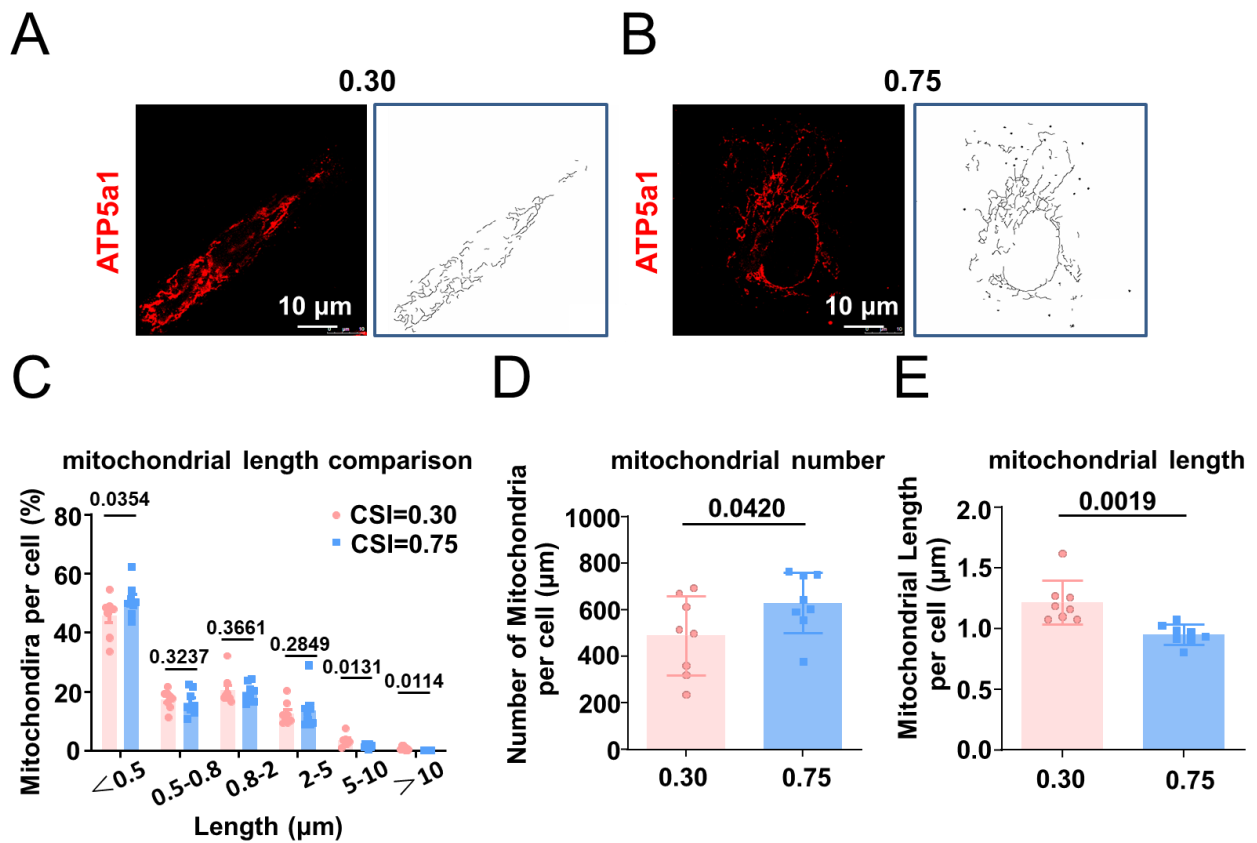 A
B
0.30
0.75
ATP5a1
10 µm
ATP5a1
10 µm
C
D
E
mitochondrial length comparison
Mitochondira per cell (%)
80
60
40
20
0
0.0354
0.3237
0.3661
0.2849
0.0131
0.0114
CSI=0.30
CSI=0.75
<0.5
0.5-0.8
0.8-2
2-5
5-10
>10
Length (µm)
mitochondrial number
Number of Mitochondria
per cell (µm)
1000
800
600
400
200
0
0.0420
0.30
0.75
mitochondrial length
Mitochondrial Length
per cell (µm)
2.0
1.5
1.0
0.5
0.0
0.0019
0.30
0.75